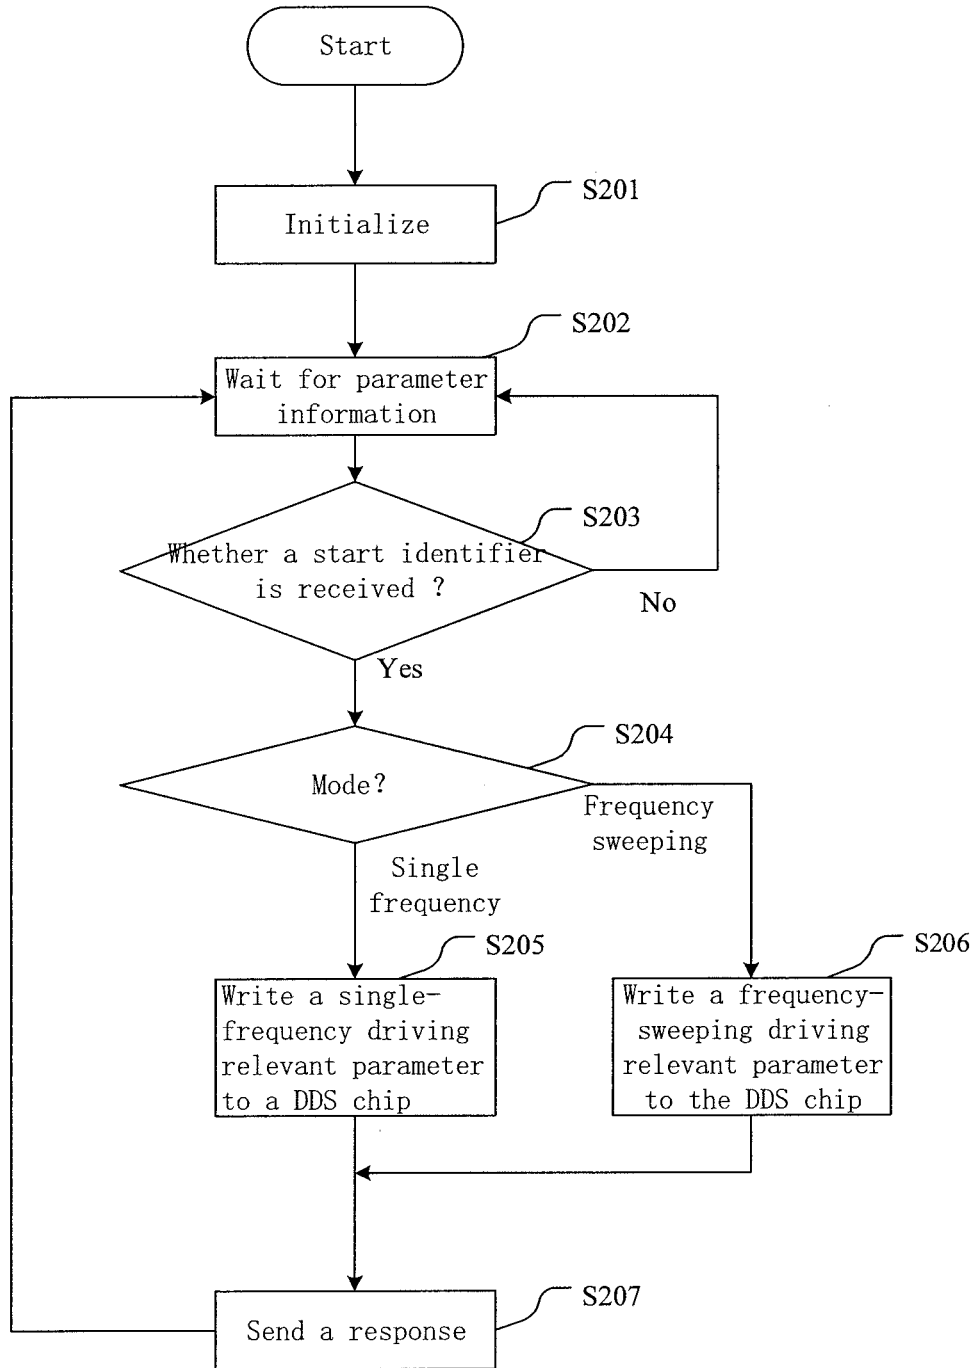 Start
S201
Initialize
S202
Wait for parameter
information
S203
Whether a start identifier
is received ?
No
Yes
S204
Mode?
Frequency
sweeping
Single
frequency
S205
S206
Write a single-
frequency driving
relevant parameter
to a DDS chip
Write a frequency-
sweeping driving
relevant parameter
to the DDS chip
S207
Send a response